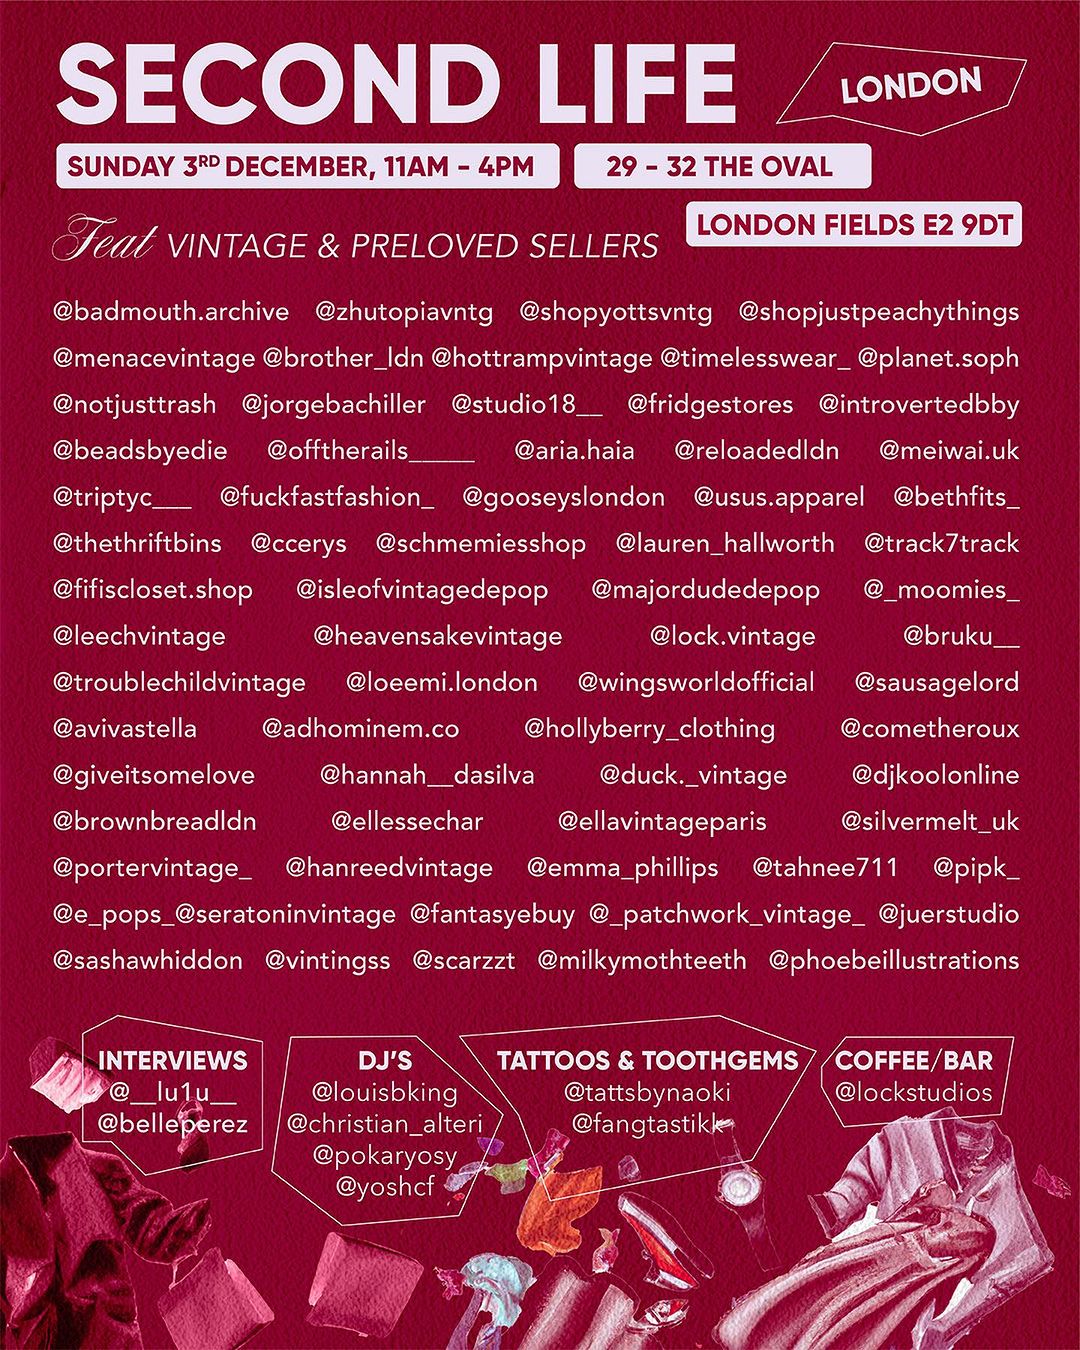 SECOND LIFE
LONDON
SUNDAY 3RD DECEMBER, 11AM - 4PM
29 - 32 THE OVAL
LONDON FIELDS E2 9DT
Feat VINTAGE & PRELOVED SELLERS
@badmouth.archive @zhutopiavntg @shopyottsvntg @shopjustpeachythings
@menacevintage @brother_ldn @hottrampvintage @timelesswear_ @planet.soph
@notjusttrash @jorgebachiller @studio18__ @fridgestores @introvertedbby
@beadsbyedie @offtherails_____ @aria.haia @reloadedldn @meiwai.uk
@triptyc___ @fuckfastfashion_ @gooseyslondon @usus.apparel @bethfits_
@thethriftbins @ccerys @schmemiesshop @lauren_hallworth @track7track
@fifiscloset.shop @isleofvintagedepop @majordudedepop @_moomies_
@leechvintage @heavensakevintage @lock.vintage @bruku__
@troublechildvintage @loeemi.london @wingsworldofficial @sausagelord
@avivastella @adhominem.co @hollyberry_clothing @cometheroux
@giveitsomelove @hannah__dasilva @duck._vintage @djkoolonline
@brownbreadldn @ellessechar @ellavintageparis @silvermelt_uk
@portervintage_ @hanreedvintage @emma_phillips @tahnee711 @pipk_
@e_pops_@seratoninvintage @fantasyebuy @_patchwork_vintage_ @juerstudio
@sashawhiddon @vintingss @scarzzt @milkymothteeth @phoebeillustrations
INTERVIEWS
@__lu1u__
@belleperez
DJ'S
@louisbking
@christian_alteri
@pokaryosy
@yoshcf
TATTOOS & TOOTHGEMS
@tattsbynaoki
@fangtastikk
COFFEE/BAR
@lockstudios